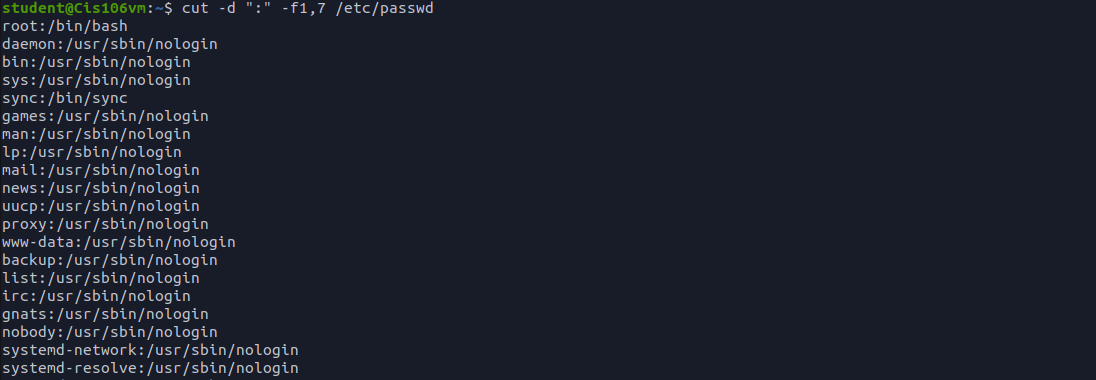 student@Cis106vm:~$ cut -d ":" -f1,7 /etc/passwd
root:/bin/bash
daemon:/usr/sbin/nologin
bin:/usr/sbin/nologin
sys:/usr/sbin/nologin
sync:/bin/sync
games:/usr/sbin/nologin
man:/usr/sbin/nologin
lp:/usr/sbin/nologin
mail:/usr/sbin/nologin
news:/usr/sbin/nologin
uucp:/usr/sbin/nologin
proxy:/usr/sbin/nologin
www-data:/usr/sbin/nologin
backup:/usr/sbin/nologin
list:/usr/sbin/nologin
irc:/usr/sbin/nologin
gnats:/usr/sbin/nologin
nobody:/usr/sbin/nologin
systemd-network:/usr/sbin/nologin
systemd-resolve:/usr/sbin/nologin